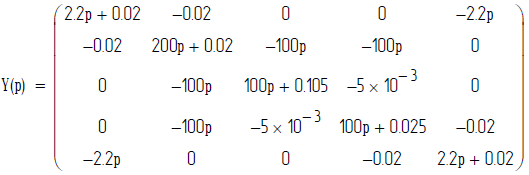 2.2p + 0.02 −0.02 0 0 −2.2p
−0.02 200p + 0.02 −100p −100p 0
Y(p) = 0 −100p 100p + 0.105 −5 × 10⁻³ 0
0 −100p −5 × 10⁻³ 100p + 0.025 −0.02
−2.2p 0 0 −0.02 2.2p + 0.02